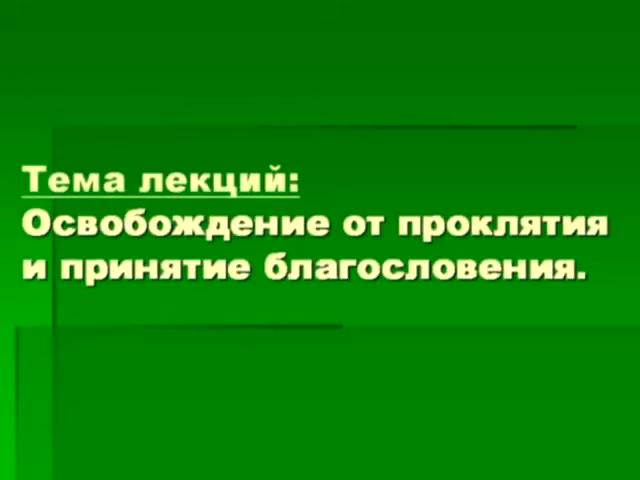 Тема лекций:
Освобождение от проклятия
и принятие благословения.